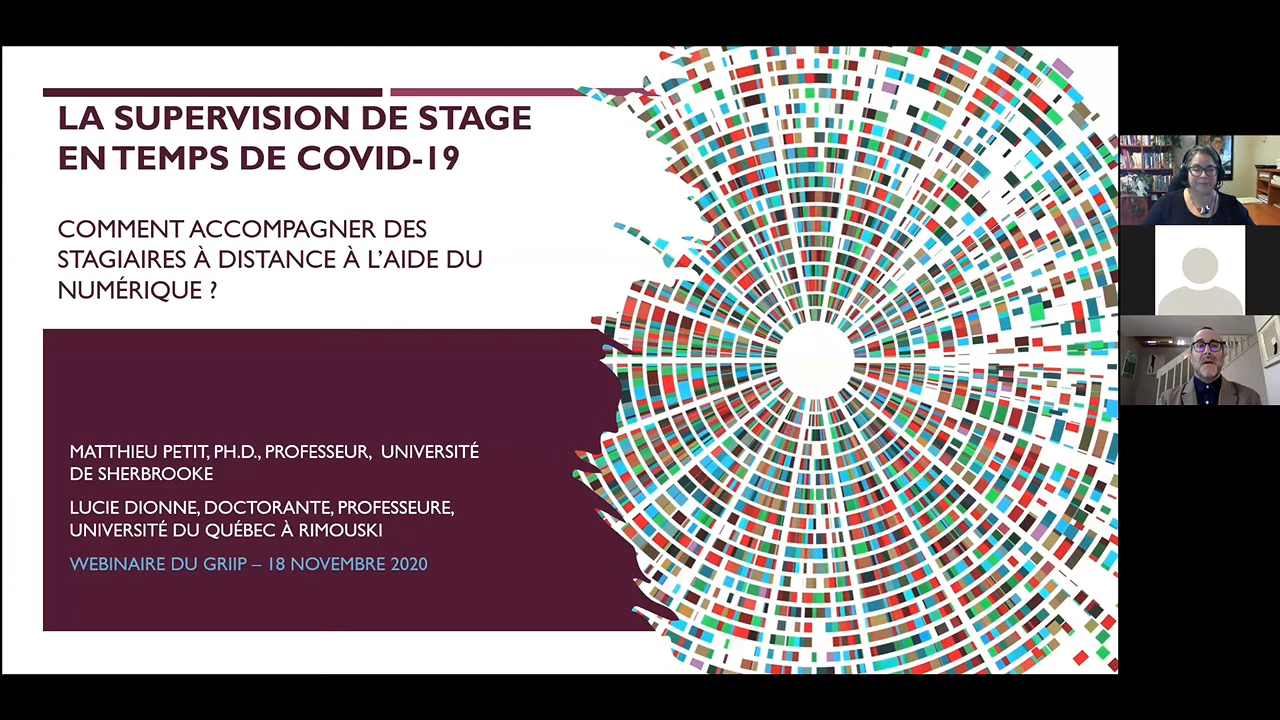 LA SUPERVISION DE STAGE
EN TEMPS DE COVID-19
COMMENT ACCOMPAGNER DES
STAGIAIRES À DISTANCE À L'AIDE DU
NUMÉRIQUE ?
MATTHIEU PETIT, PH.D., PROFESSEUR, UNIVERSITÉ
DE SHERBROOKE
LUCIE DIONNE, DOCTORANTE, PROFESSEURE,
UNIVERSITÉ DU QUÉBEC À RIMOUSKI
WEBINAIRE DU GRIIP – 18 NOVEMBRE 2020